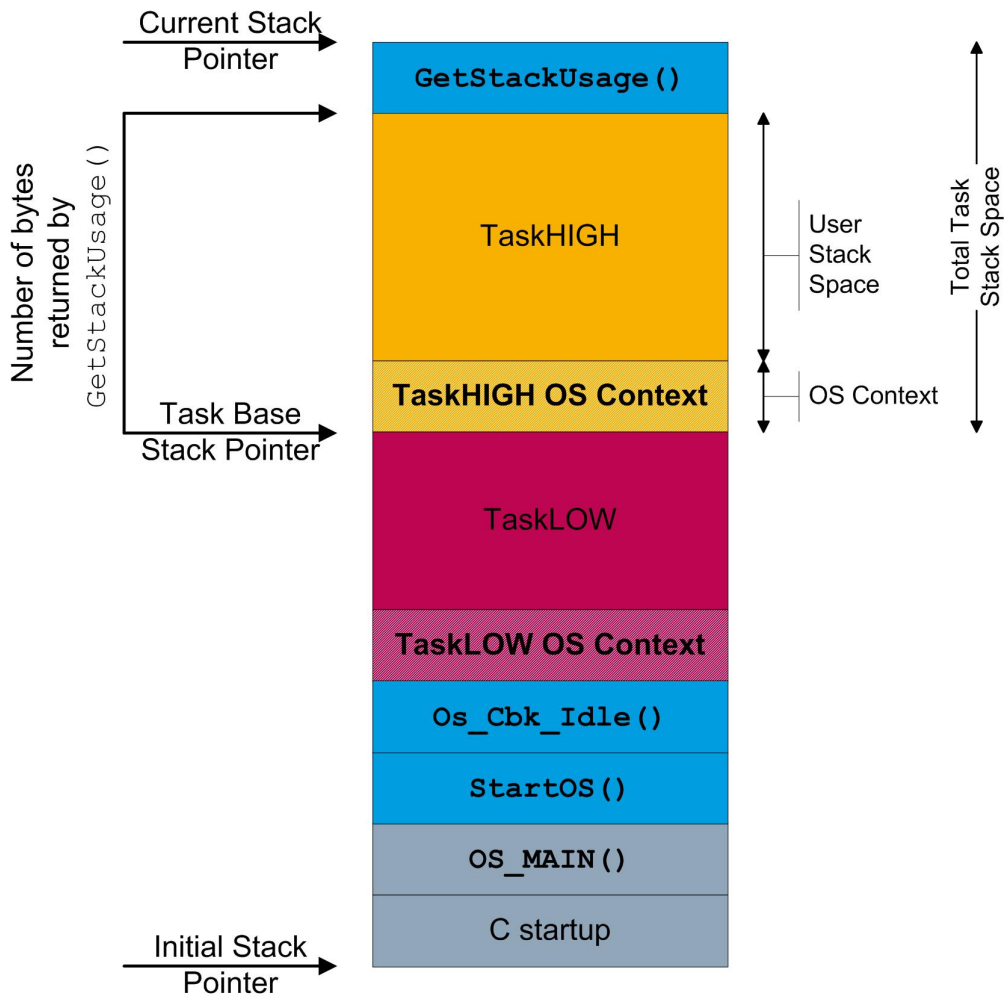 Current Stack
Pointer
GetStackUsage()
Number of bytes
returned by
GetStackUsage()
TaskHIGH
User
Stack
Space
Total Task
Stack Space
TaskHIGH OS Context
OS Context
Task Base
Stack Pointer
TaskLOW
TaskLOW OS Context
Os_Cbk_Idle()
StartOS()
OS_MAIN()
C startup
Initial Stack
Pointer